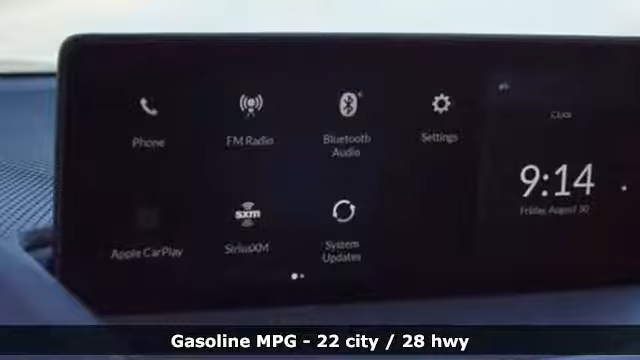 Phone
FM Radio
Bluetooth
Audio
Settings
Clock
9:14
Friday, August 30
Apple CarPlay
sxm
SiriusXM
System
Updates
Gasoline MPG - 22 city / 28 hwy